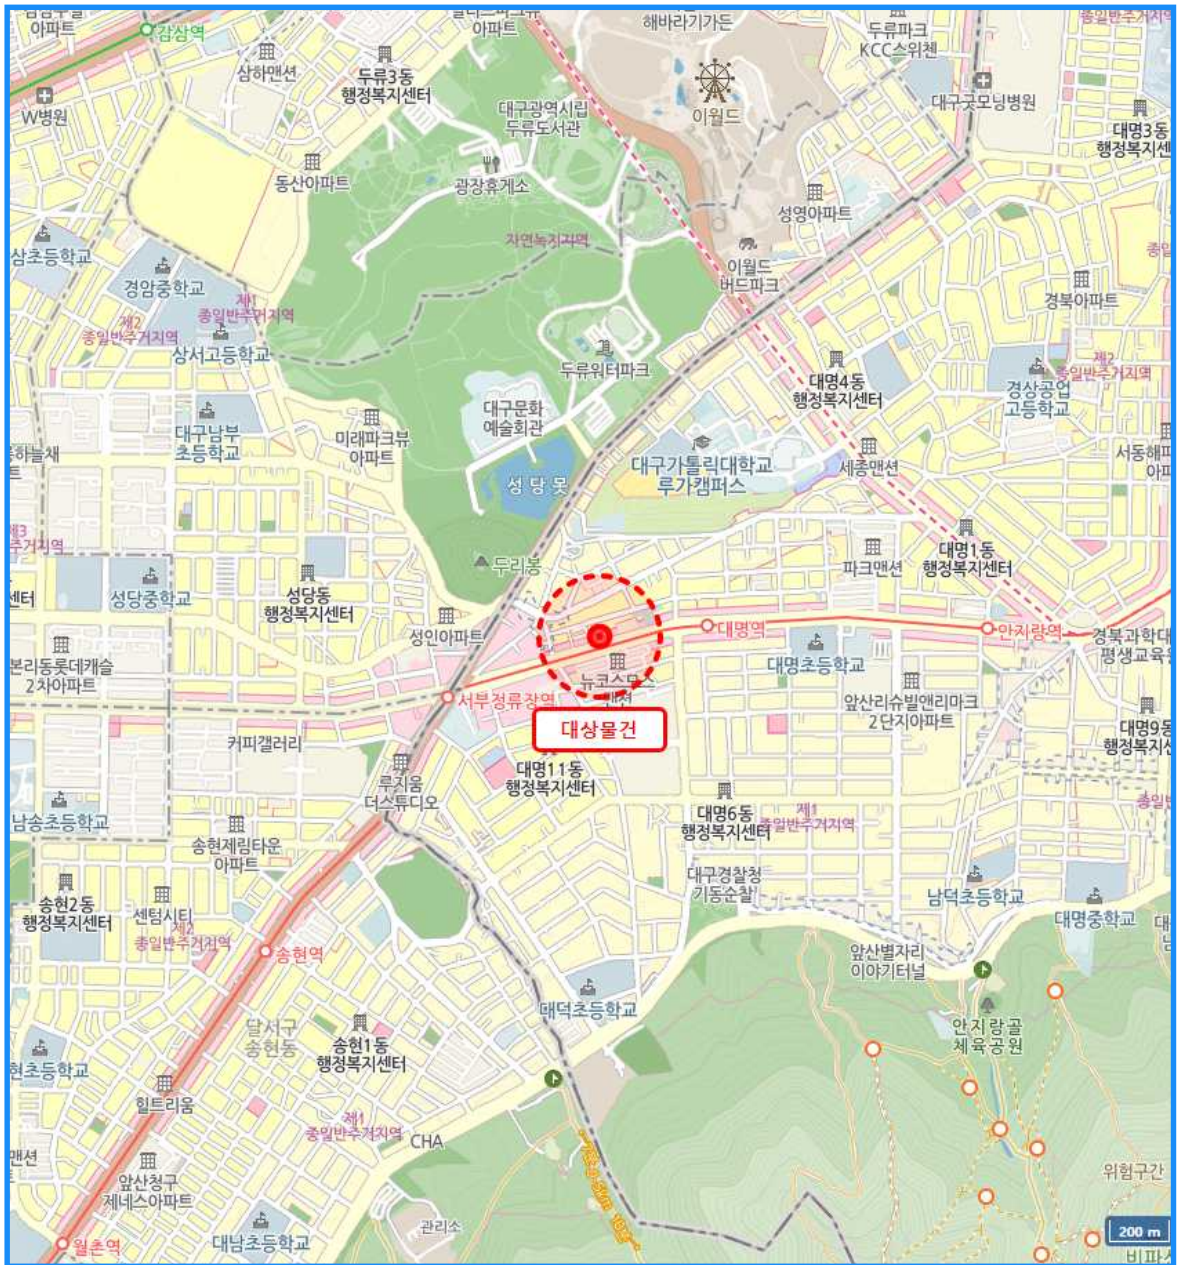 아파트
감삼역
삼하맨션
두류3동
행정복지센터
아파트
해바라기가든
두류파크
KCC스위첸
W병원
대구광역시립
두류도서관
이월드
대구굿모닝병원
대명3동
행정복지센
동산아파트
광장휴게소
성영아파트
자연녹지지역
삼초등학교
경암중학교
제1
종일반주거지역
제2
종일반주거지역
상서고등학교
이월드
버드파크
경북아파트
두류워터파크
대명4동
행정복지센터
제2
종일반주거지역
경상공업
고등학교
대구문화
예술회관
대구남부
초등학교
미래파크뷰
아파트
하늘채
성당못
대구가톨릭대학교
루가캠퍼스
세종맨션
서동해
제3
주거지역
두리봉
파크맨션
대명1동
행정복지센터
센터
성당중학교
성당동
행정복지센터
성인아파트
대명역
안지랑역
경북과학대
평생교육원
본리동롯데캐슬
2차아파트
대명초등학교
뉴코스모스
맨션
서부정류장역
앞산리슈빌앤리마크
2단지아파트
대상물건
커피갤러리
대명9동
행정복지센
루지움
더스튜디오
대명11동
행정복지센터
남송초등학교
대명6동
행정복지센터
제1
종일반주거지역
송현제림타운
아파트
대구경찰청
기동순찰
송현2동
행정복지센터
센텀시티
제2
종일반주거지역
남덕초등학교
대명중학교
송현역
앞산별자리
이야기터널
대덕초등학교
달서구
송현동
송현1동
행정복지센터
안지랑골
체육공원
현초등학교
힐트리움
제1
종일반주거지역
CHA
맨션
앞산청구
제네스아파트
위험구간
관리소
대남초등학교
월촌역
200 m
비파산